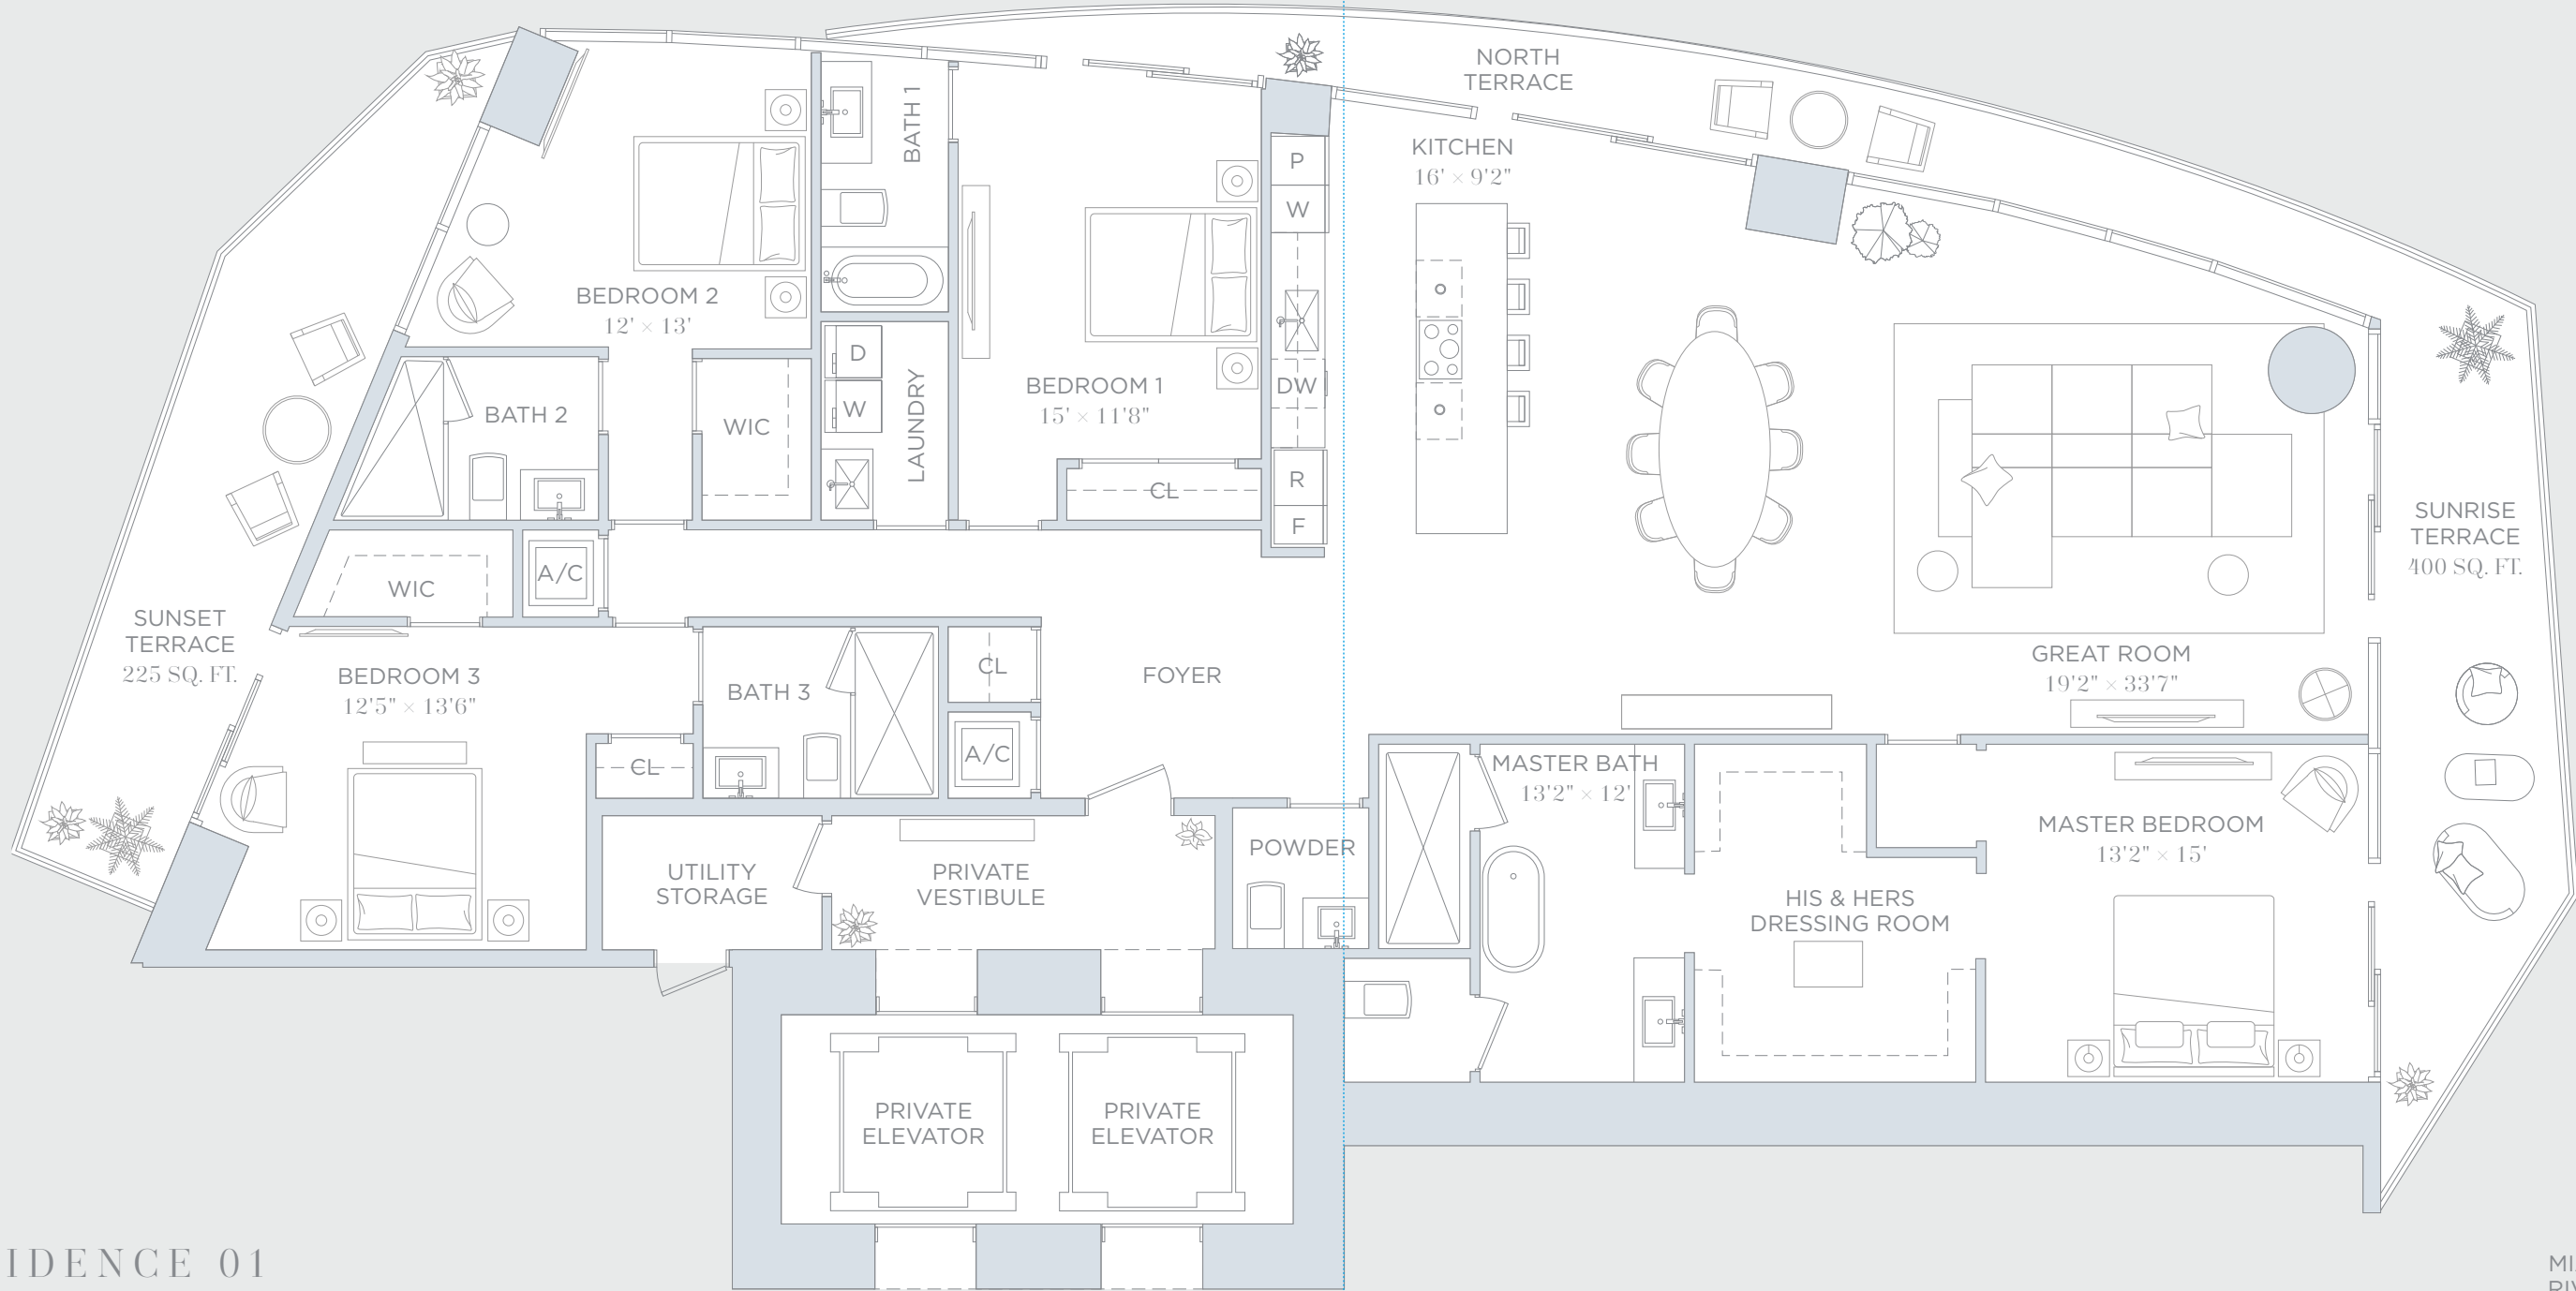 NORTH
TERRACE
KITCHEN
16' × 9'2"
BATH 1
P
W
BEDROOM 2
12' × 13'
D
W
LAUNDRY
BEDROOM 1
15' × 11'8"
DW
BATH 2
WIC
CL
R
F
SUNRISE
TERRACE
400 SQ. FT.
WIC
A/C
SUNSET
TERRACE
225 SQ. FT.
BEDROOM 3
12'5" × 13'6"
BATH 3
CL
FOYER
GREAT ROOM
19'2" × 33'7"
CL
A/C
MASTER BATH
13'2" × 12'
MASTER BEDROOM
13'2" × 15'
UTILITY
STORAGE
PRIVATE
VESTIBULE
POWDER
HIS & HERS
DRESSING ROOM
PRIVATE
ELEVATOR
PRIVATE
ELEVATOR
IDENCE 01